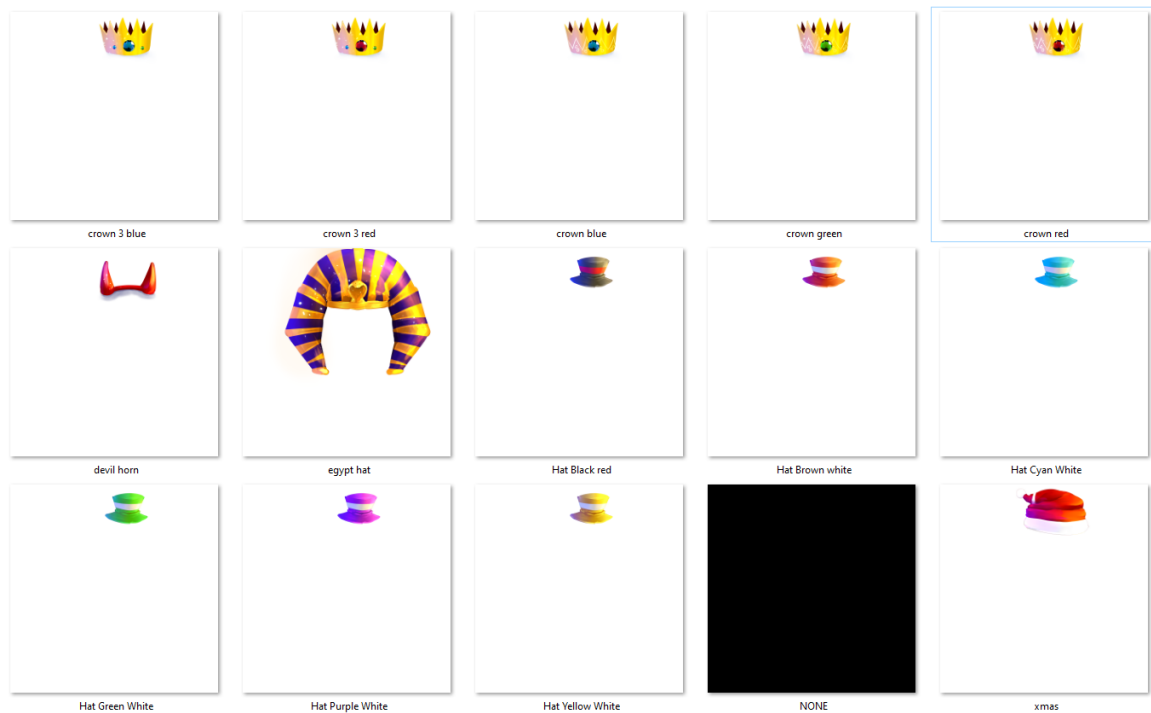 crown 3 blue
crown 3 red
crown blue
crown green
crown red
devil horn
egypt hat
Hat Black red
Hat Brown white
Hat Cyan White
Hat Green White
Hat Purple White
Hat Yellow White
NONE
xmas